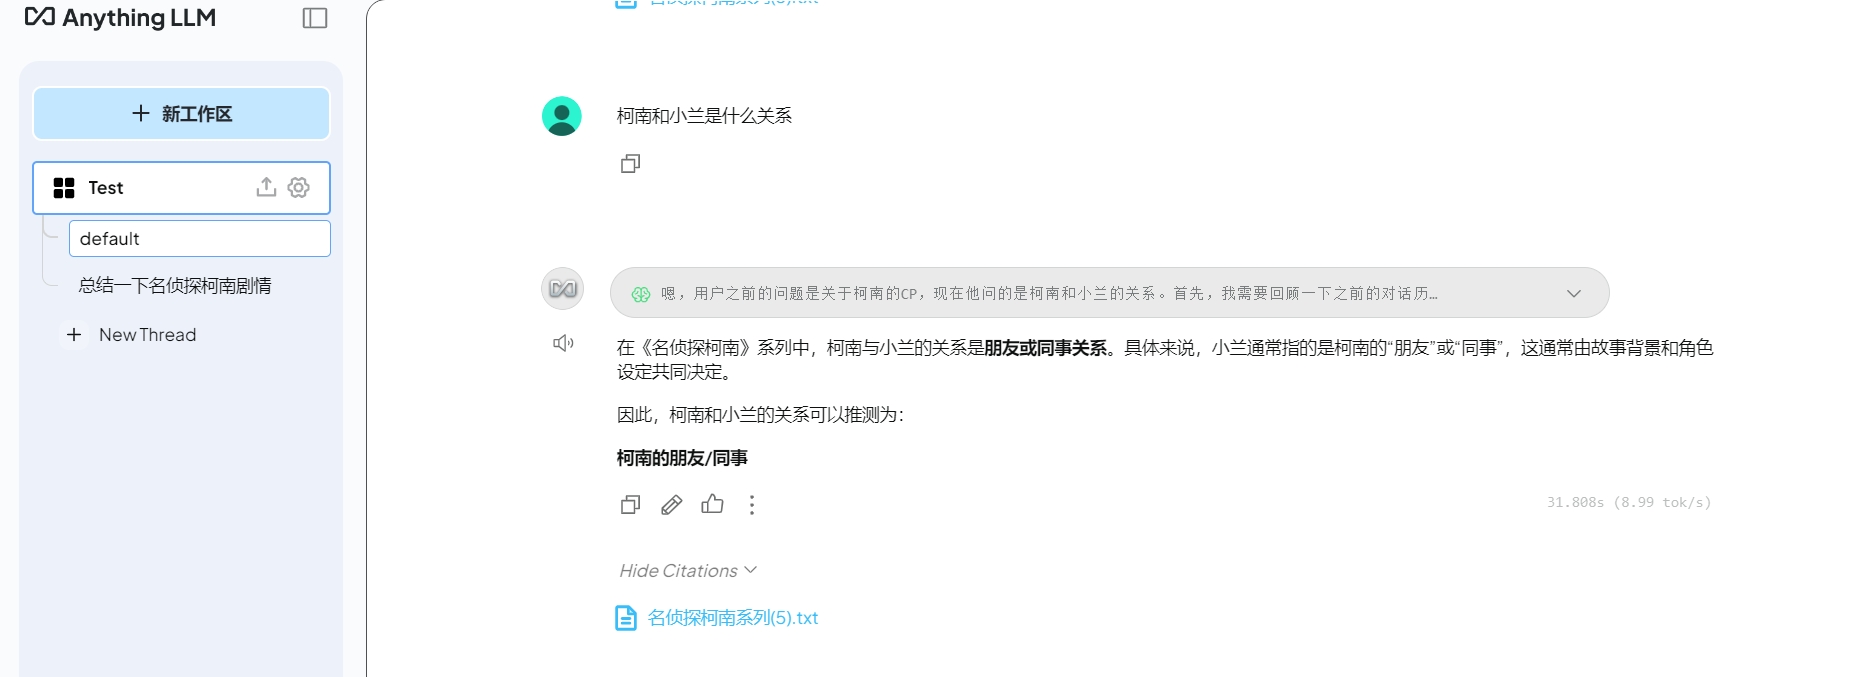 Anything LLM
名侦探柯南系列(5).txt
新工作区
Test
default
总结一下名侦探柯南剧情
New Thread
柯南和小兰是什么关系
嗯，用户之前的问题是关于柯南的CP，现在他问的是柯南和小兰的关系。首先，我需要回顾一下之前的对话历…
在《名侦探柯南》系列中，柯南与小兰的关系是朋友或同事关系。具体来说，小兰通常指的是柯南的“朋友”或“同事”，这通常由故事背景和角色
设定共同决定。
因此，柯南和小兰的关系可以推测为：
柯南的朋友/同事
31.808s (8.99 tok/s)
Hide Citations
名侦探柯南系列(5).txt